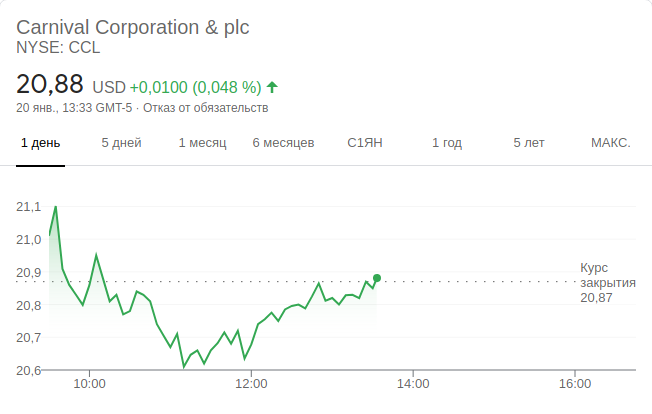 Carnival Corporation & plc
NYSE: CCL
20,88 USD +0,0100 (0,048 %)
20 янв., 13:33 GMT-5 · Отказ от обязательств
1 день 5 дней 1 месяц 6 месяцев С1ЯН 1 год 5 лет МАКС.
21,1
21,0
20,9
20,8
20,7
20,6
Курс
закрытия
20,87
10:00 12:00 14:00 16:00